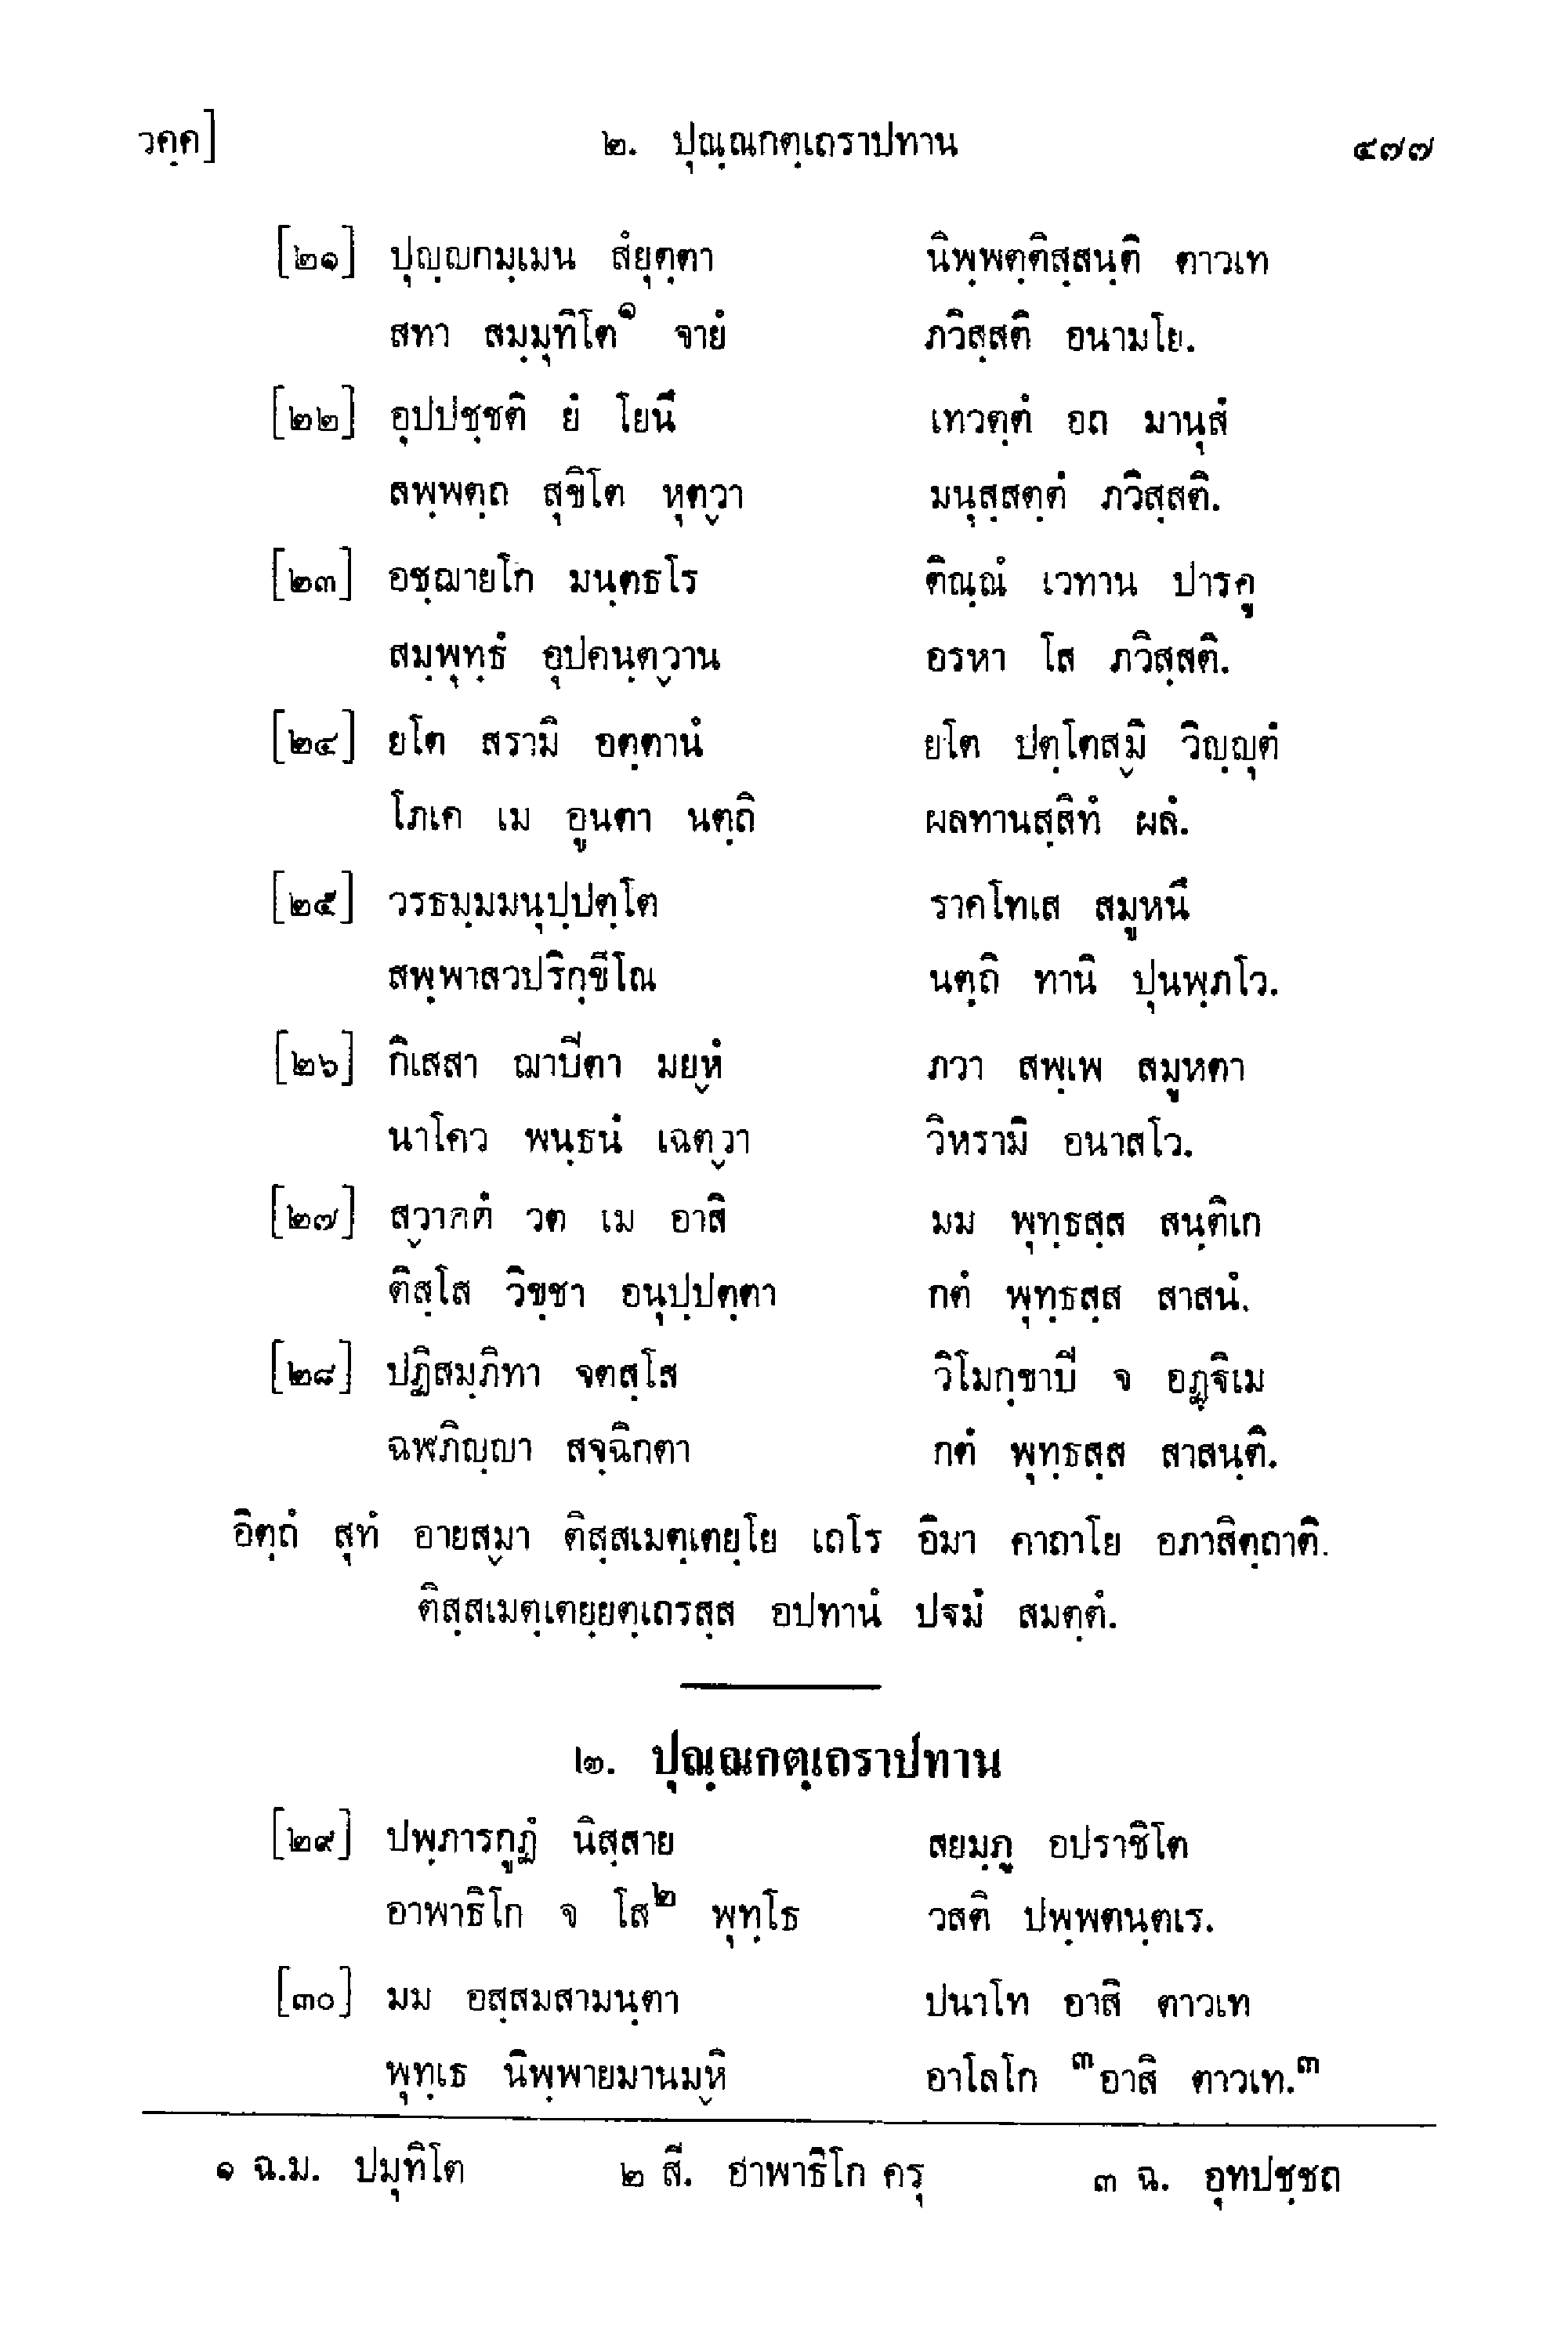 วคฺค] ๒. ปุณฺณกตฺเถราปทาน ๔๗๗
[๒๑] ปุญฺญกมฺเมน สํยุตฺตา นิพฺพตฺติสฺสนฺติ ตาวเท
สทา สมฺมุทิโต๑ จายํ ภวิสฺสติ อนามโย.
[๒๒] อุปปชฺชติ ยํ โยนึ เทวตฺตํ อถ มานุสํ
สพฺพตฺถ สุขิโต หุตฺวา มนุสฺสตฺตํ ภวิสฺสติ.
[๒๓] อชฺฌายโก มนฺตธโร ติณฺณํ เวทาน ปารคู
สมฺพุทฺธํ อุปคนฺตฺวาน อรหา โส ภวิสฺสติ.
[๒๔] ยโต สรามิ อตฺตานํ ยโต ปตฺโตสฺมิ วิญฺญุตํ
โภเค เม อูนตา นตฺถิ ผลทานสฺสิทํ ผลํ.
[๒๕] วรธมฺมมนุปฺปตฺโต ราคโทเส สมูหนึ
สพฺพาสวปริกฺขีโณ นตฺถิ ทานิ ปุนพฺภโว.
[๒๖] กิเสสา ฌาปีตา มยฺหํ ภวา สพฺเพ สมูหตา
นาโคว พนฺธนํ เฉตฺวา วิหรามิ อนาสโว.
[๒๗] สฺวาคตํ วต เม อาสิ มม พุทฺธสฺส สนฺติเก
ติสฺโส วิชฺชา อนุปฺปตฺตา กตํ พุทฺธสฺส สาสนํ.
[๒๘] ปฏิสมฺภิทา จตสฺโส วิโมกฺขาปี จ อฏฺฐิเม
ฉฬภิญฺญา สจฺฉิกตา กตํ พุทฺธสฺส สาสนฺติ.
อิตฺถํ สุทํ อายสฺมา ติสฺสเมตฺเตยฺโย เถโร อิมา คาถาโย อภาสิตฺถาติ.
ติสฺสเมตฺเตยฺยตฺเถรสฺส อปทานํ ปฐมํ สมตฺตํ.
๒. ปุณฺณกตฺเถราปทาน
[๒๙] ปพฺภารกูฏํ นิสฺสาย สยมฺภู อปราชิโต
อาพาธิโก จ โส๒ พุทฺโธ วสติ ปพฺพตนฺตเร.
[๓๐] มม อสฺสมสามนฺตา ปนาโท อาสิ ตาวเท
พุทฺเธ นิพฺพายมานมฺหิ อาโลโก ๓อาสิ ตาวเท.๓
๑ ฉ.ม. ปมุทิโต ๒ สี. อาพาธิโก ครุ ๓ ฉ. อุทปชฺชถ